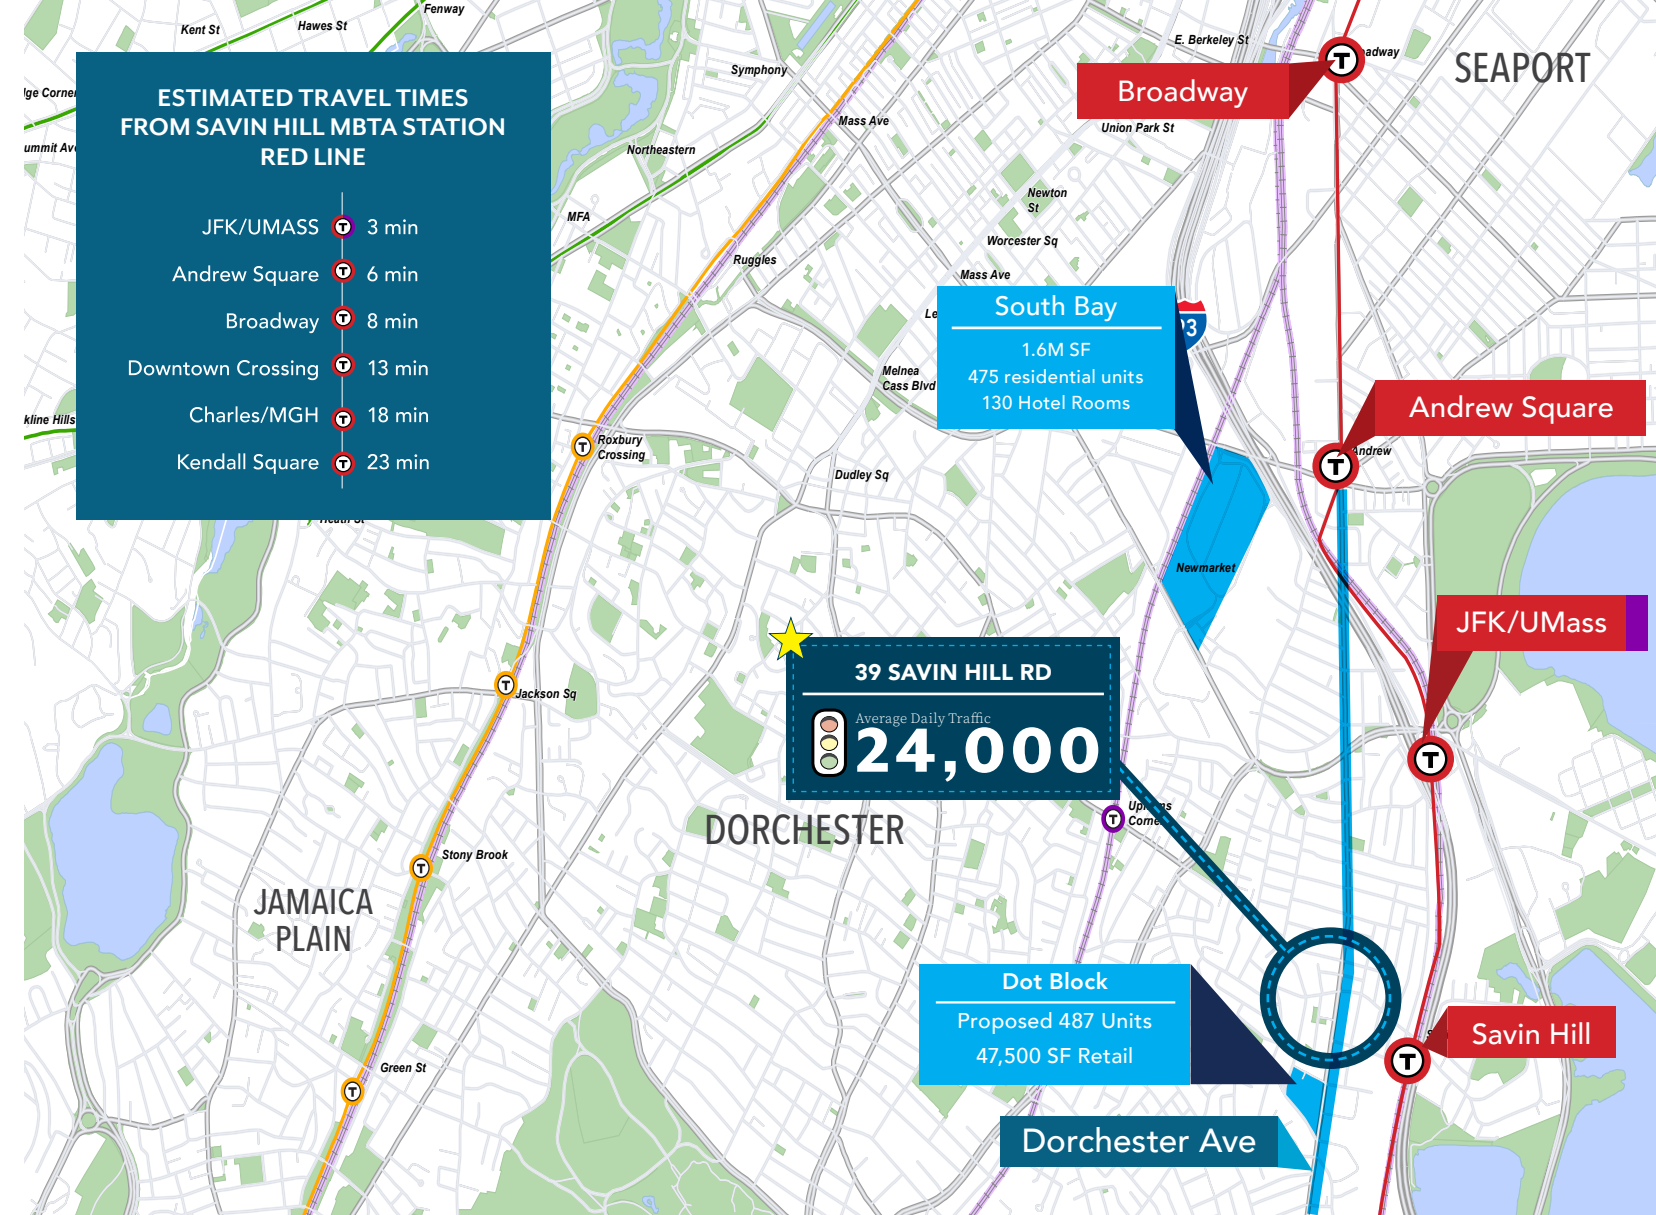 Kent St
Hawes St
Fenway
ESTIMATED TRAVEL TIMES
FROM SAVIN HILL MBTA STATION
RED LINE
JFK/UMASS T 3 min
Andrew Square T 6 min
Broadway T 8 min
Downtown Crossing T 13 min
Charles/MGH T 18 min
Kendall Square T 23 min
Symphony
Mass Ave
Northeastern
MFA
Ruggles
E. Berkeley St
Broadway
T
SEAPORT
Union Park St
Newton
St
Worcester Sq
Mass Ave
South Bay
1.6M SF
475 residential units
130 Hotel Rooms
93
Melnea
Cass Blvd
Andrew Square
Andrew
T
T
Roxbury
Crossing
Dudley Sq
Heath St
Newmarket
JFK/UMass
T
39 SAVIN HILL RD
Average Daily Traffic
24,000
T
Jackson Sq
T
Uphams
Corner
DORCHESTER
T
Stony Brook
JAMAICA
PLAIN
Dot Block
Proposed 487 Units
47,500 SF Retail
Savin Hill
T
Green St
T
Dorchester Ave